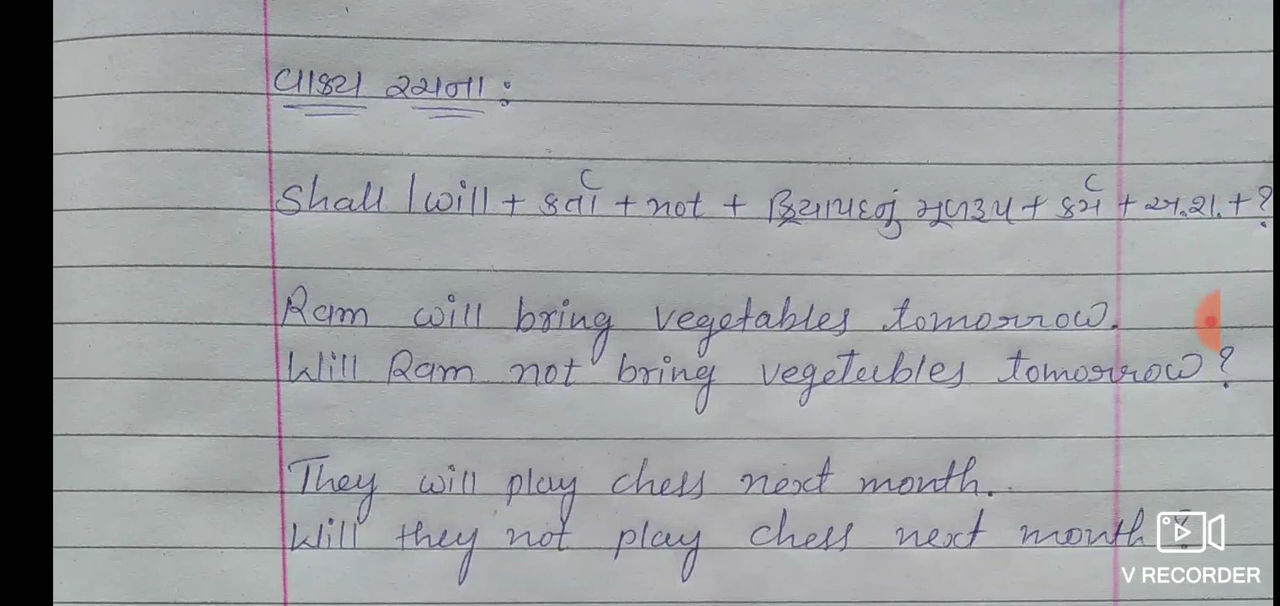 વાક્ય રચના :
Shall / will + કર્તા + not + ક્રિયાપદનું મૂળરૂપ + કર્મ + સ.શ. + ?
Ram will bring vegetables tomorrow.
Will Ram not bring vegetables tomorrow ?
They will play chess next month.
Will they not play chess next month ?
V RECORDER